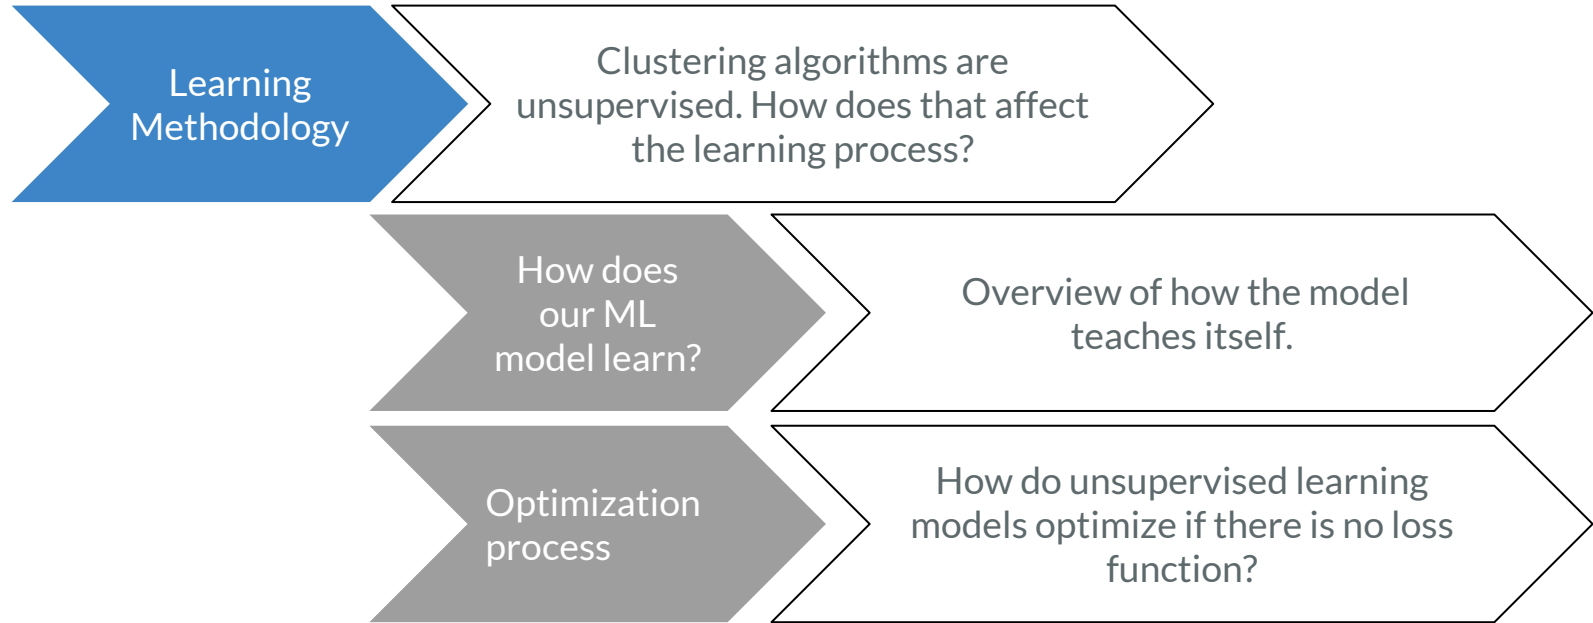 Learning
Methodology
Clustering algorithms are
unsupervised. How does that affect
the learning process?
How does
our ML
model learn?
Overview of how the model
teaches itself.
Optimization
process
How do unsupervised learning
models optimize if there is no loss
function?